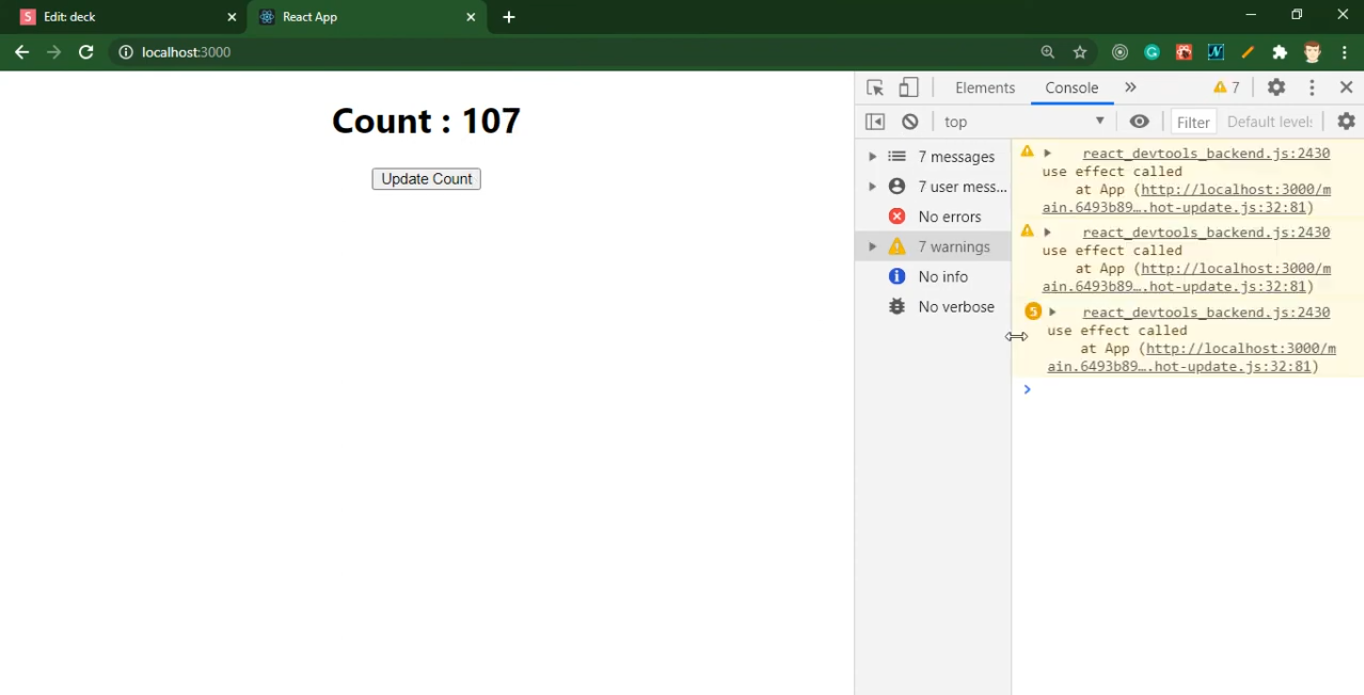 S Edit: deck
React App
localhost:3000
Count : 107
Update Count
Elements
Console
7
top
Filter
Default levels
7 messages
7 user mess...
No errors
7 warnings
No info
No verbose
react_devtools_backend.js:2430
use effect called
at App (http://localhost:3000/m
ain.6493b89….hot-update.js:32:81)
react_devtools_backend.js:2430
use effect called
at App (http://localhost:3000/m
ain.6493b89….hot-update.js:32:81)
5
react_devtools_backend.js:2430
use effect called
at App (http://localhost:3000/m
ain.6493b89….hot-update.js:32:81)